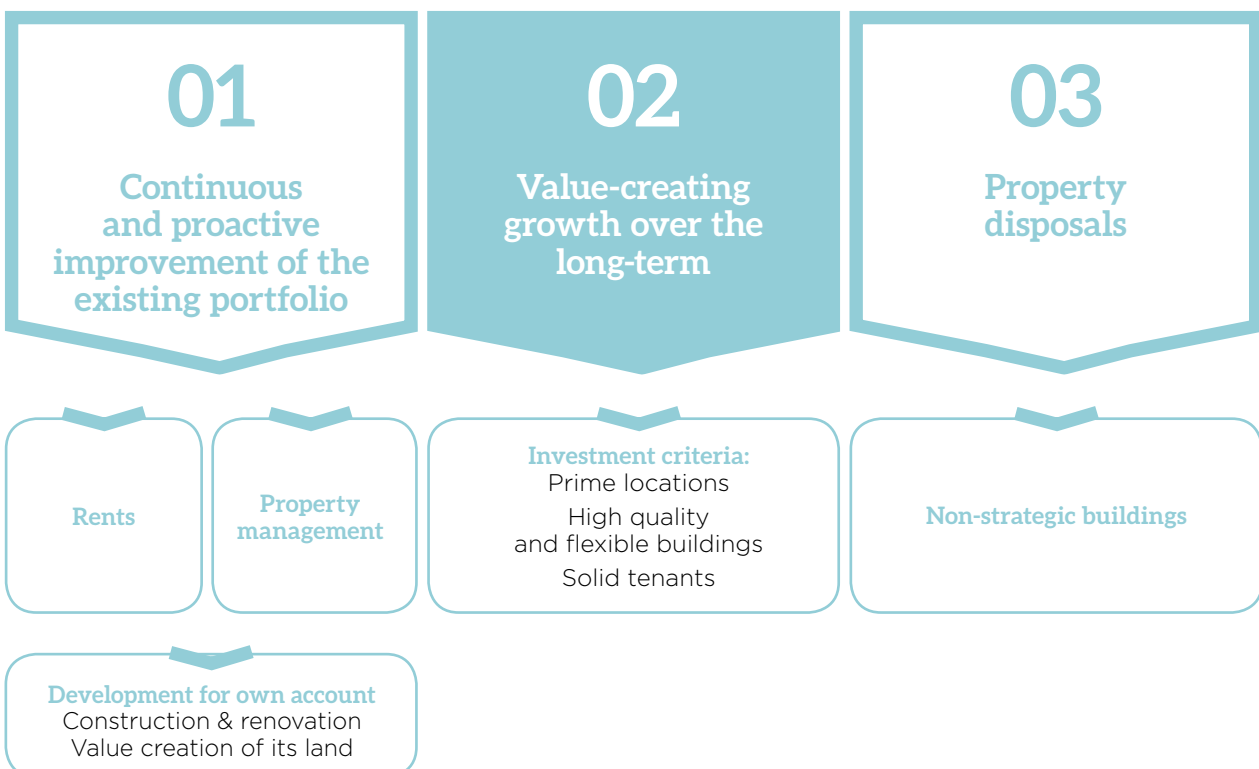 01
Continuous
and proactive
improvement of the
existing portfolio
02
Value-creating
growth over the
long-term
03
Property
disposals
Rents
Property
management
Investment criteria:
Prime locations
High quality
and flexible buildings
Solid tenants
Non-strategic buildings
Development for own account
Construction & renovation
Value creation of its land